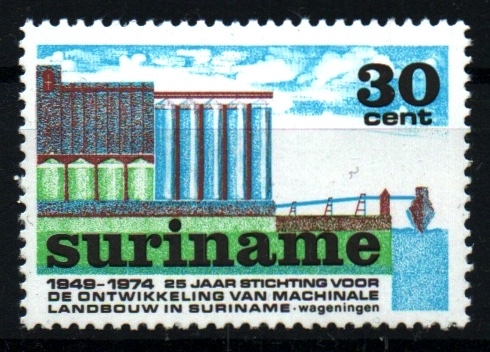 30
cent
suriname
1949-1974 25 JAAR STICHTING VOOR
DE ONTWIKKELING VAN MACHINALE
LANDBOUW IN SURINAME · wageningen